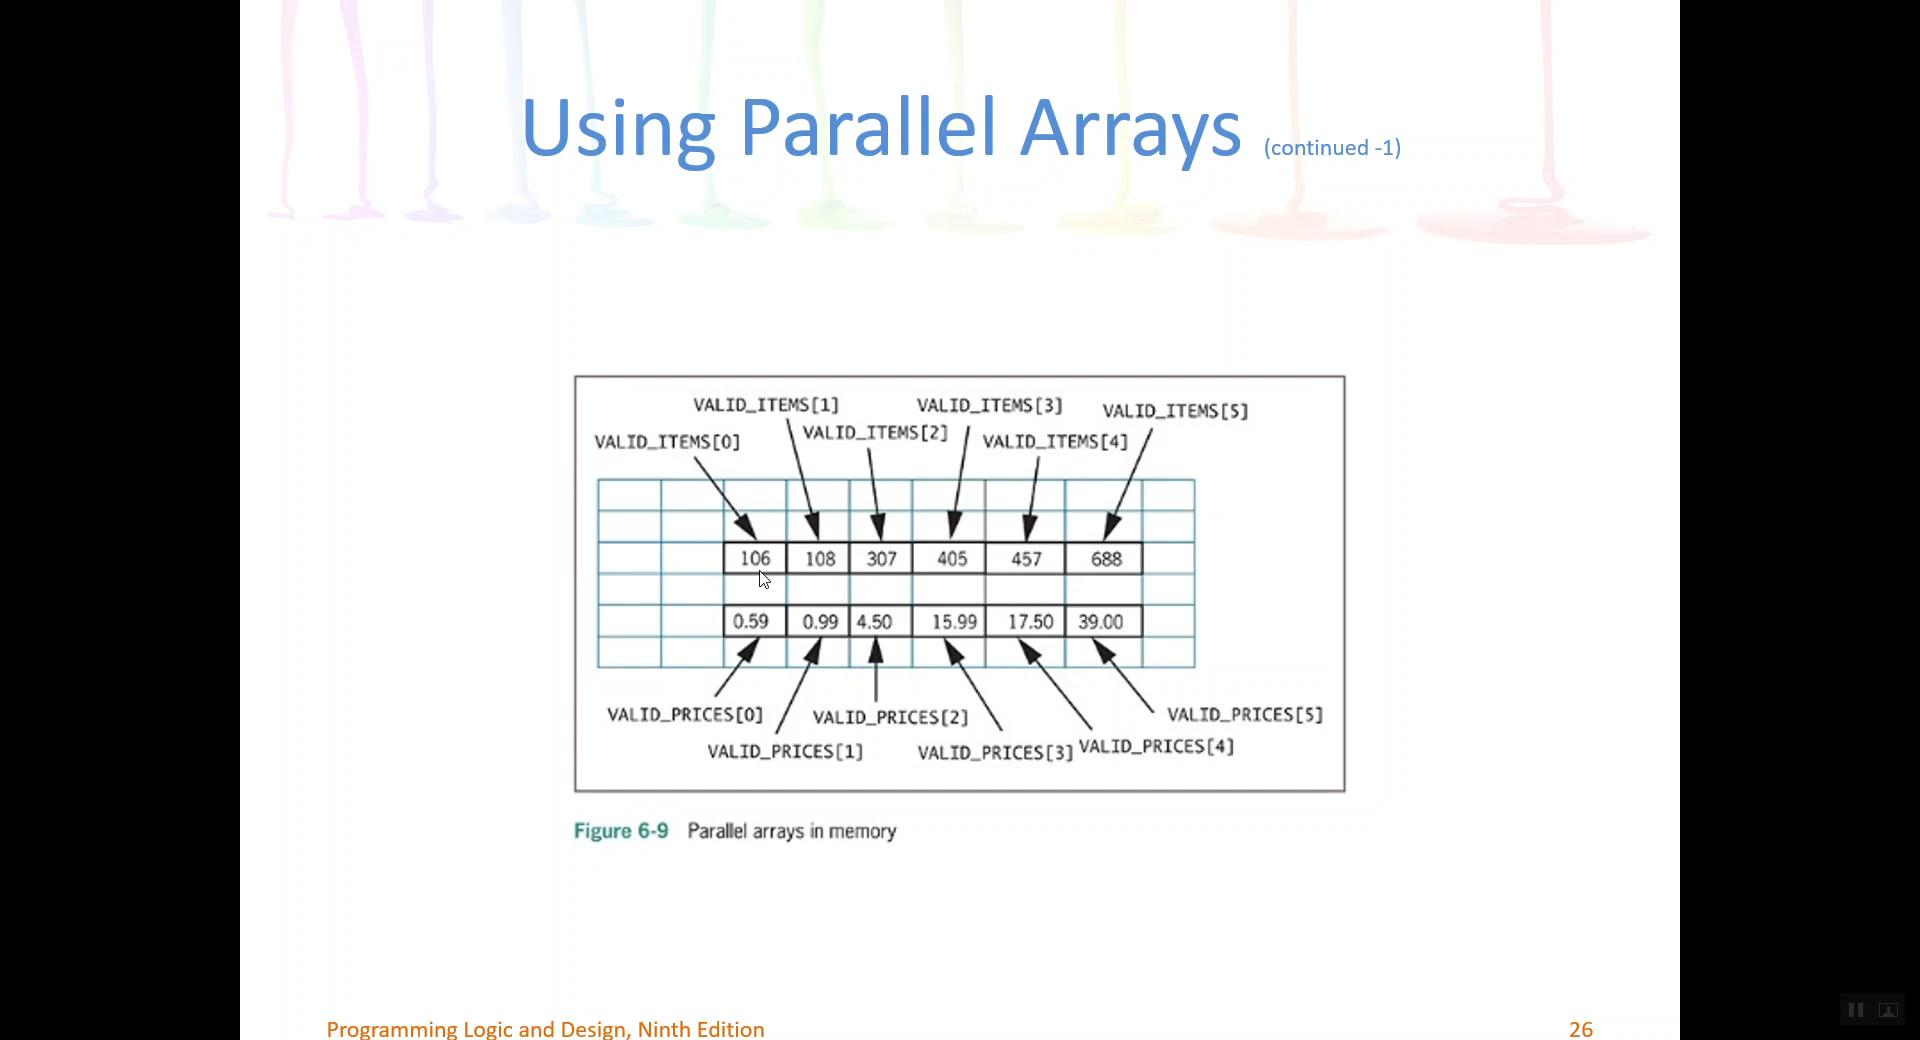 Using Parallel Arrays (continued -1)
VALID_ITEMS[1] VALID_ITEMS[3] VALID_ITEMS[5]
VALID_ITEMS[0] VALID_ITEMS[2] VALID_ITEMS[4]
106 108 307 405 457 688
0.59 0.99 4.50 15.99 17.50 39.00
VALID_PRICES[0] VALID_PRICES[2] VALID_PRICES[5]
VALID_PRICES[1] VALID_PRICES[3] VALID_PRICES[4]
Figure 6-9 Parallel arrays in memory
Programming Logic and Design, Ninth Edition 26